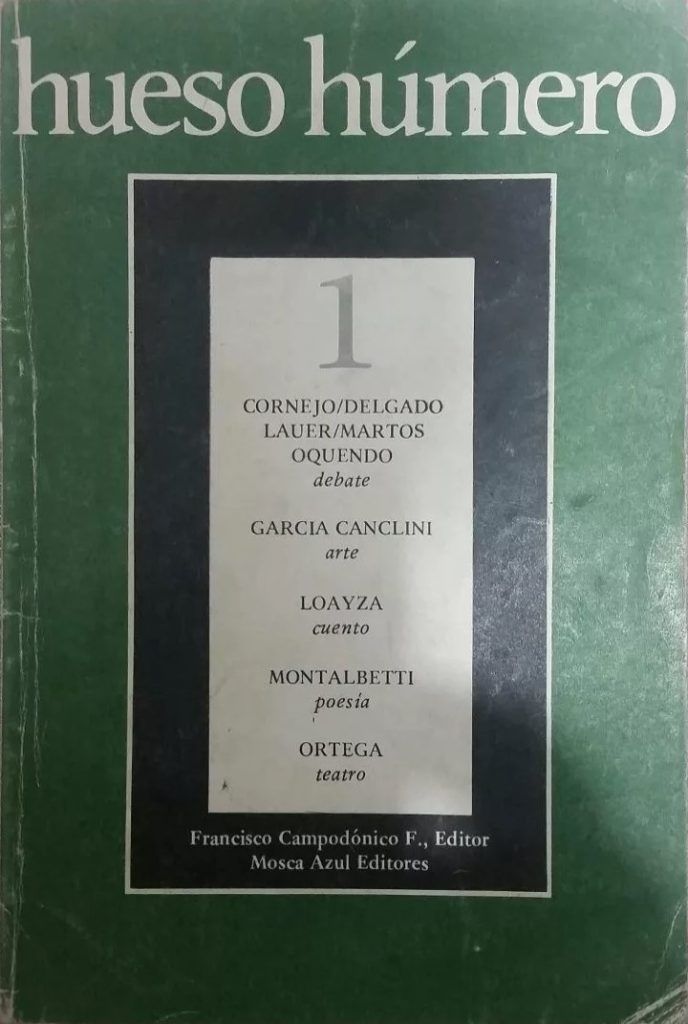 hueso húmero
1
CORNEJO/DELGADO
LAUER/MARTOS
OQUENDO
debate
GARCIA CANCLINI
arte
LOAYZA
cuento
MONTALBETTI
poesía
ORTEGA
teatro
Francisco Campodónico F., Editor
Mosca Azul Editores